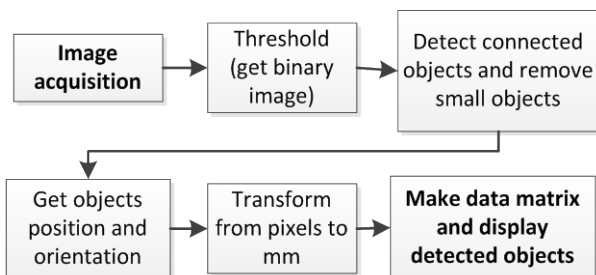 Image
acquisition
Threshold
(get binary
image)
Detect connected
objects and remove
small objects
Get objects
position and
orientation
Transform
from pixels to
mm
Make data matrix
and display
detected objects